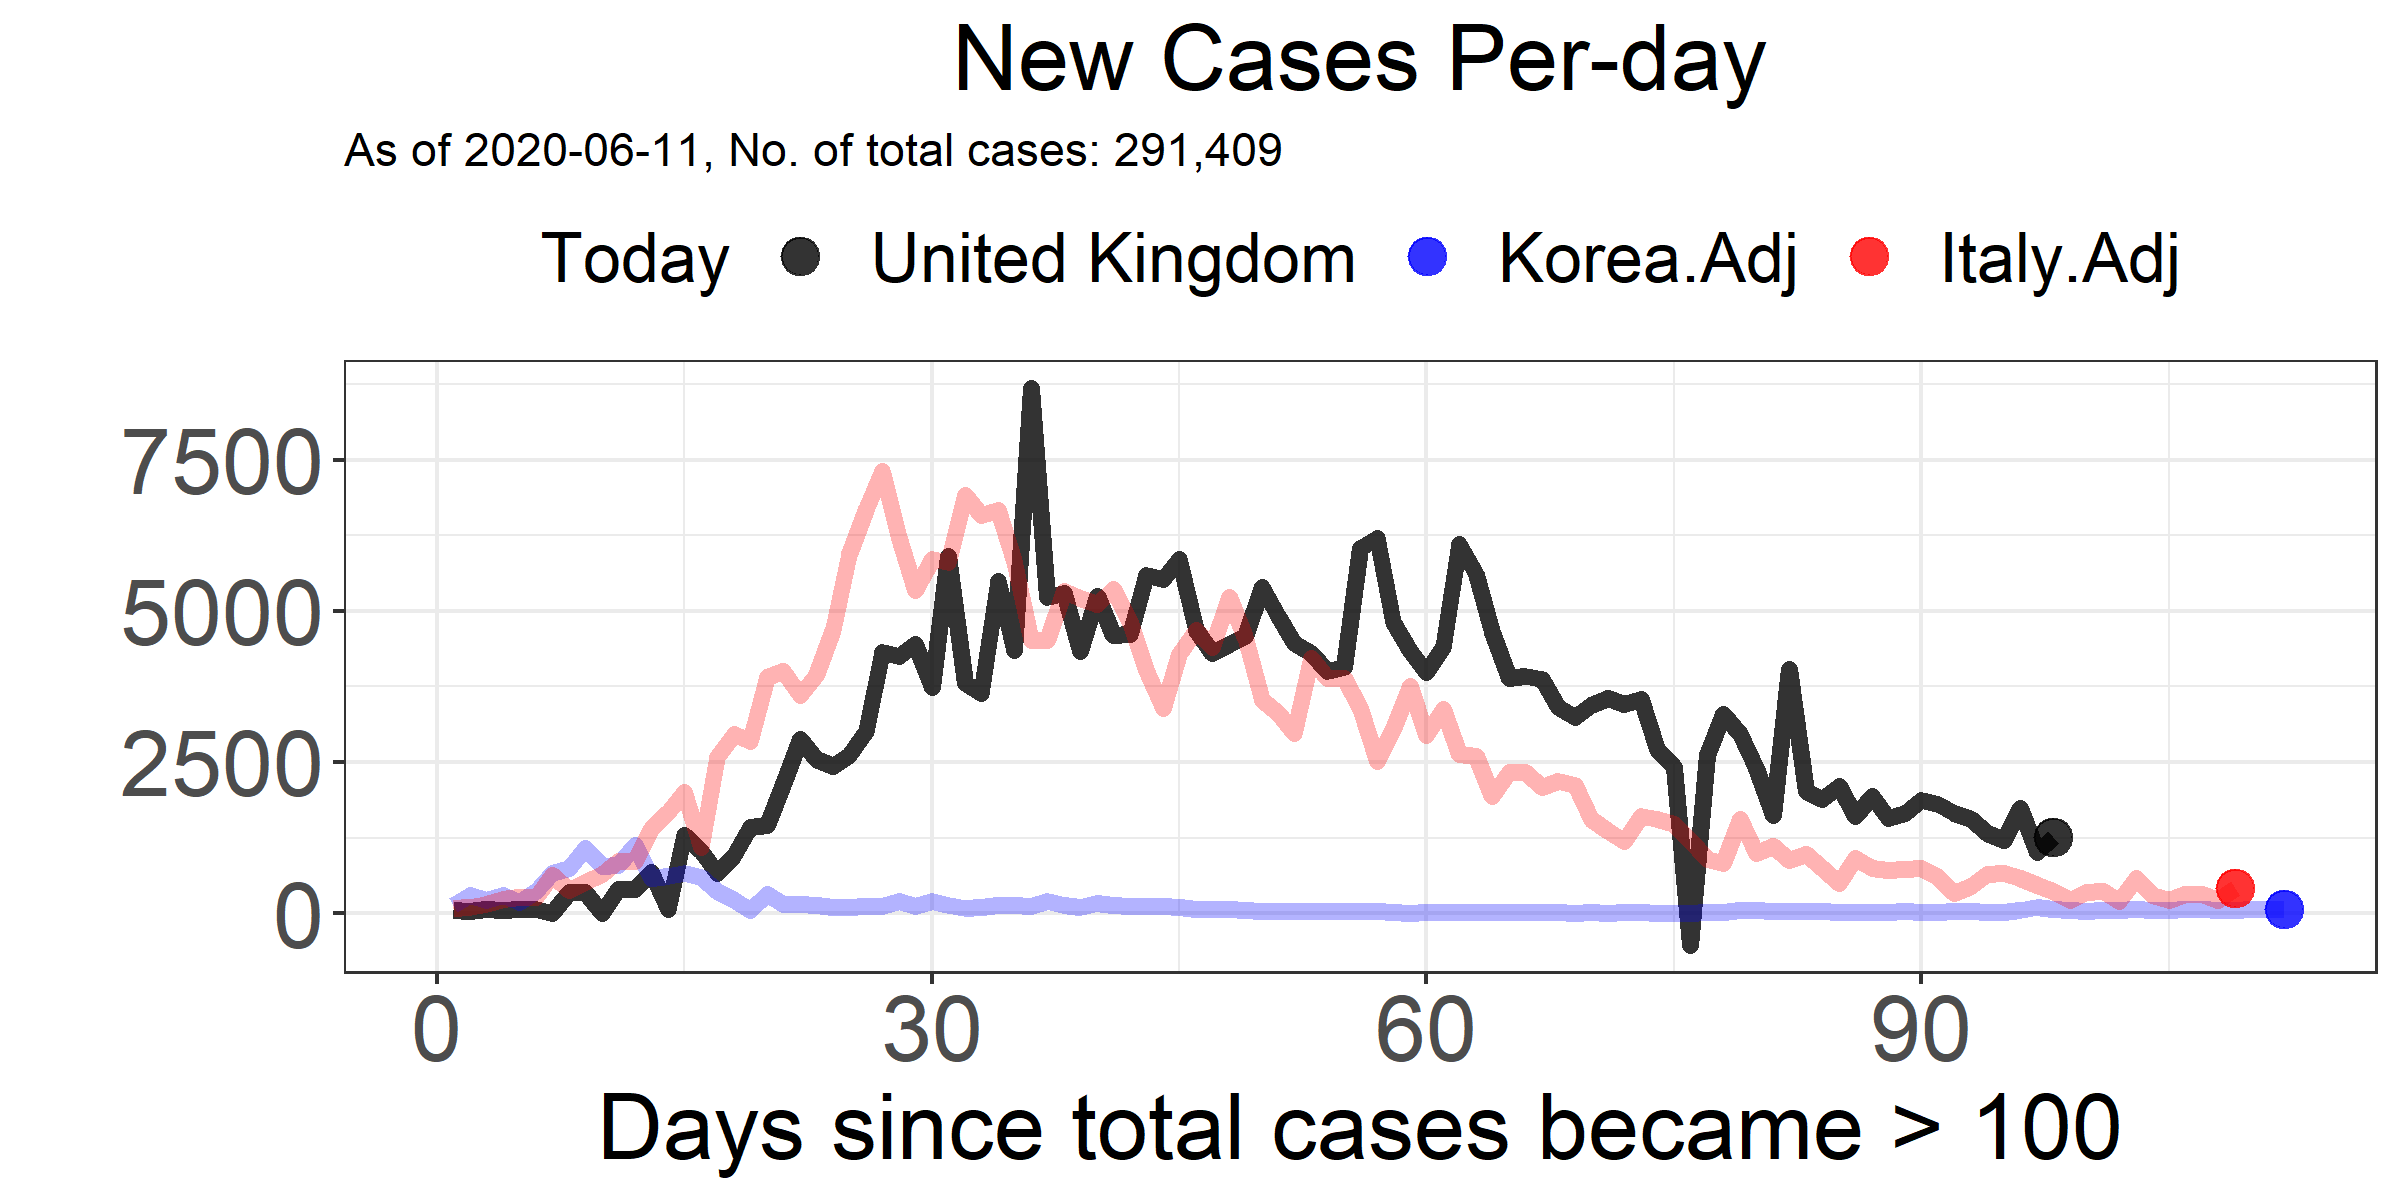 New Cases Per-day
As of 2020-06-11, No. of total cases: 291,409
Today United Kingdom Korea.Adj Italy.Adj
7500
5000
2500
0
0 30 60 90
Days since total cases became > 100